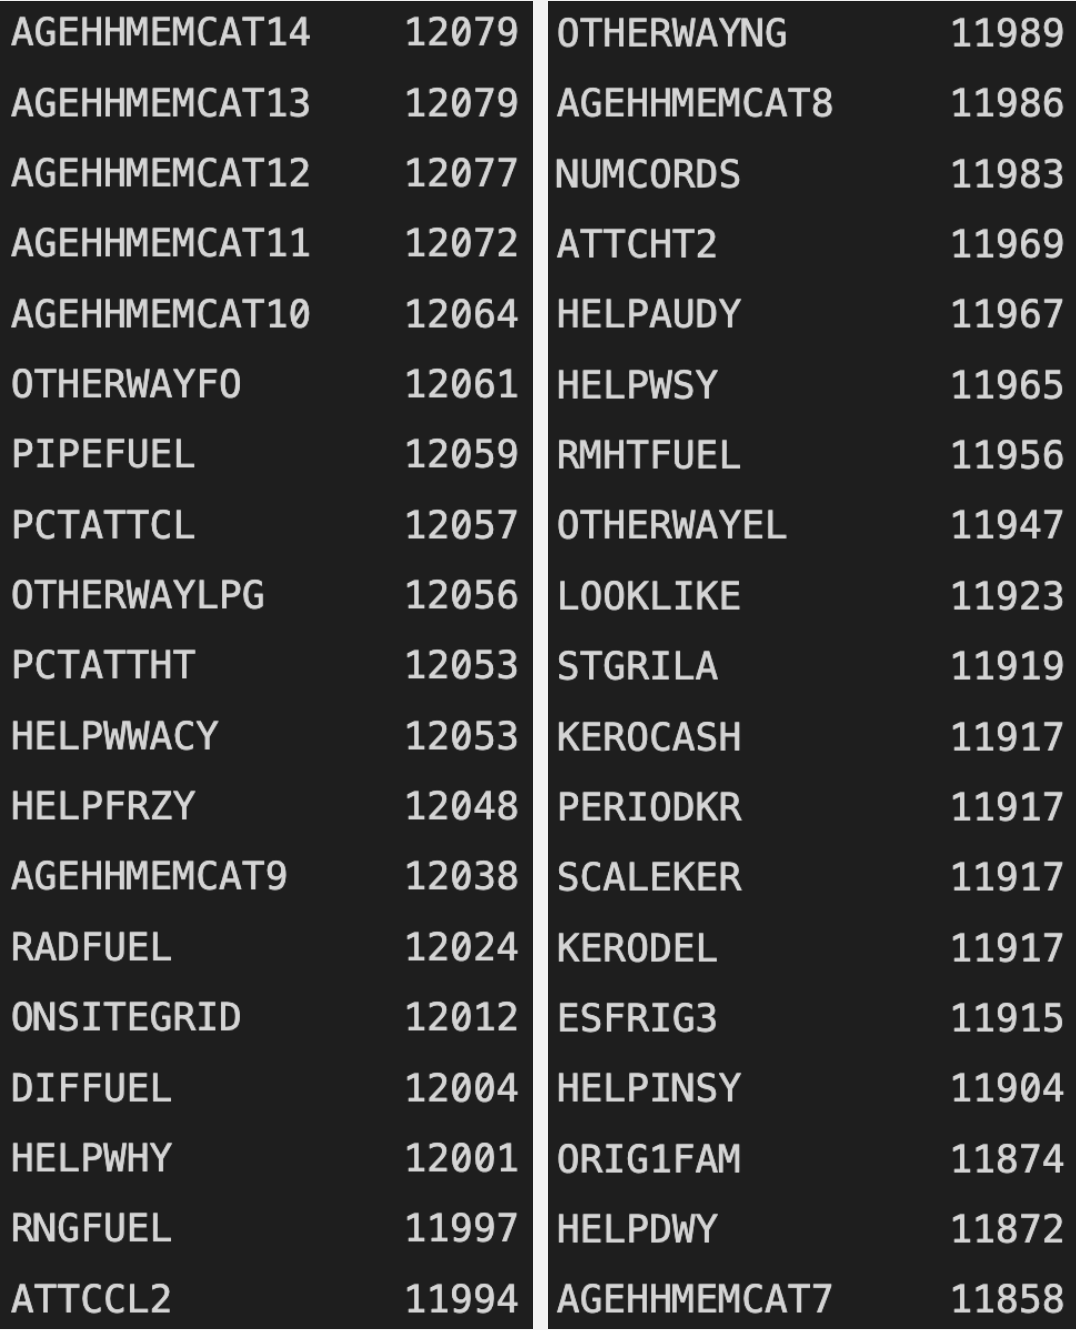 AGEHHMEMCAT14 12079
AGEHHMEMCAT13 12079
AGEHHMEMCAT12 12077
AGEHHMEMCAT11 12072
AGEHHMEMCAT10 12064
OTHERWAYFO 12061
PIPEFUEL 12059
PCTATTCL 12057
OTHERWAYLPG 12056
PCTATTHT 12053
HELPWWACY 12053
HELPFRZY 12048
AGEHHMEMCAT9 12038
RADFUEL 12024
ONSITEGRID 12012
DIFFUEL 12004
HELPWHY 12001
RNGFUEL 11997
ATTCCL2 11994
OTHERWAYNG 11989
AGEHHMEMCAT8 11986
NUMCORDS 11983
ATTCHT2 11969
HELPAUDY 11967
HELPWSY 11965
RMHTFUEL 11956
OTHERWAYEL 11947
LOOKLIKE 11923
STGRILA 11919
KEROCASH 11917
PERIODKR 11917
SCALEKER 11917
KERODEL 11917
ESFRIG3 11915
HELPINSY 11904
ORIG1FAM 11874
HELPDWY 11872
AGEHHMEMCAT7 11858